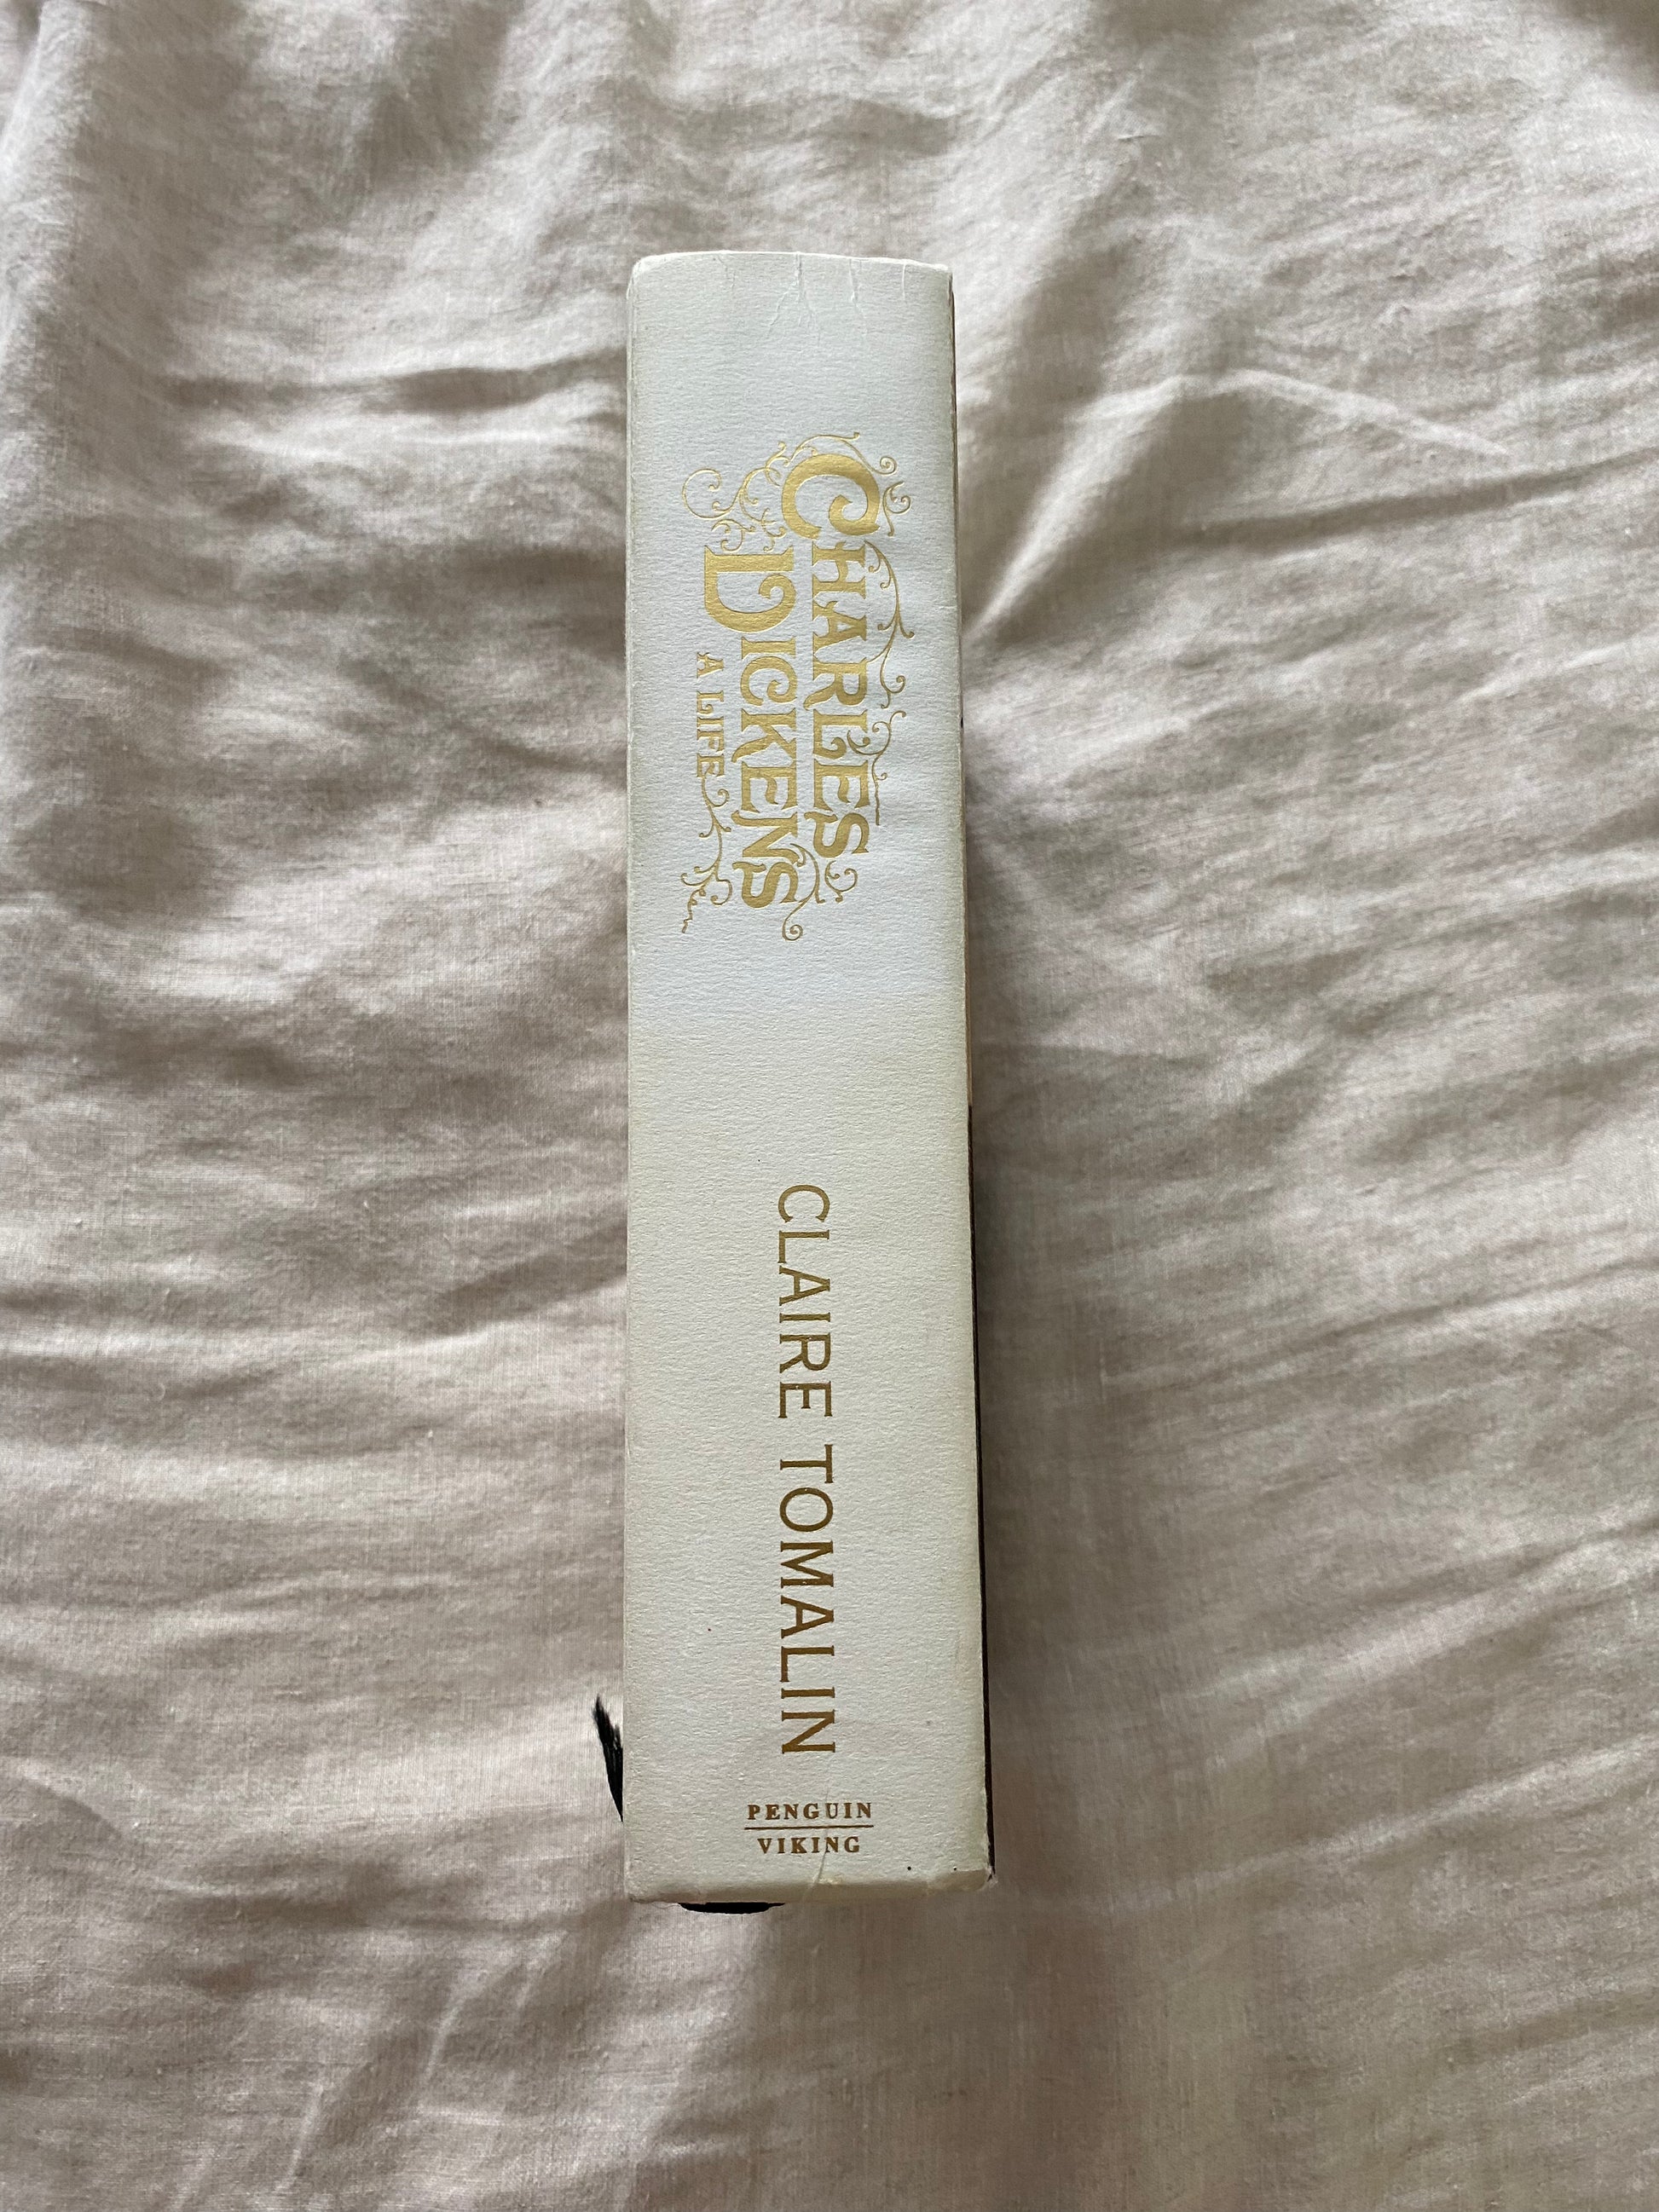 CHARLES
DICKENS
A LIFE
CLAIRE TOMALIN
PENGUIN
VIKING